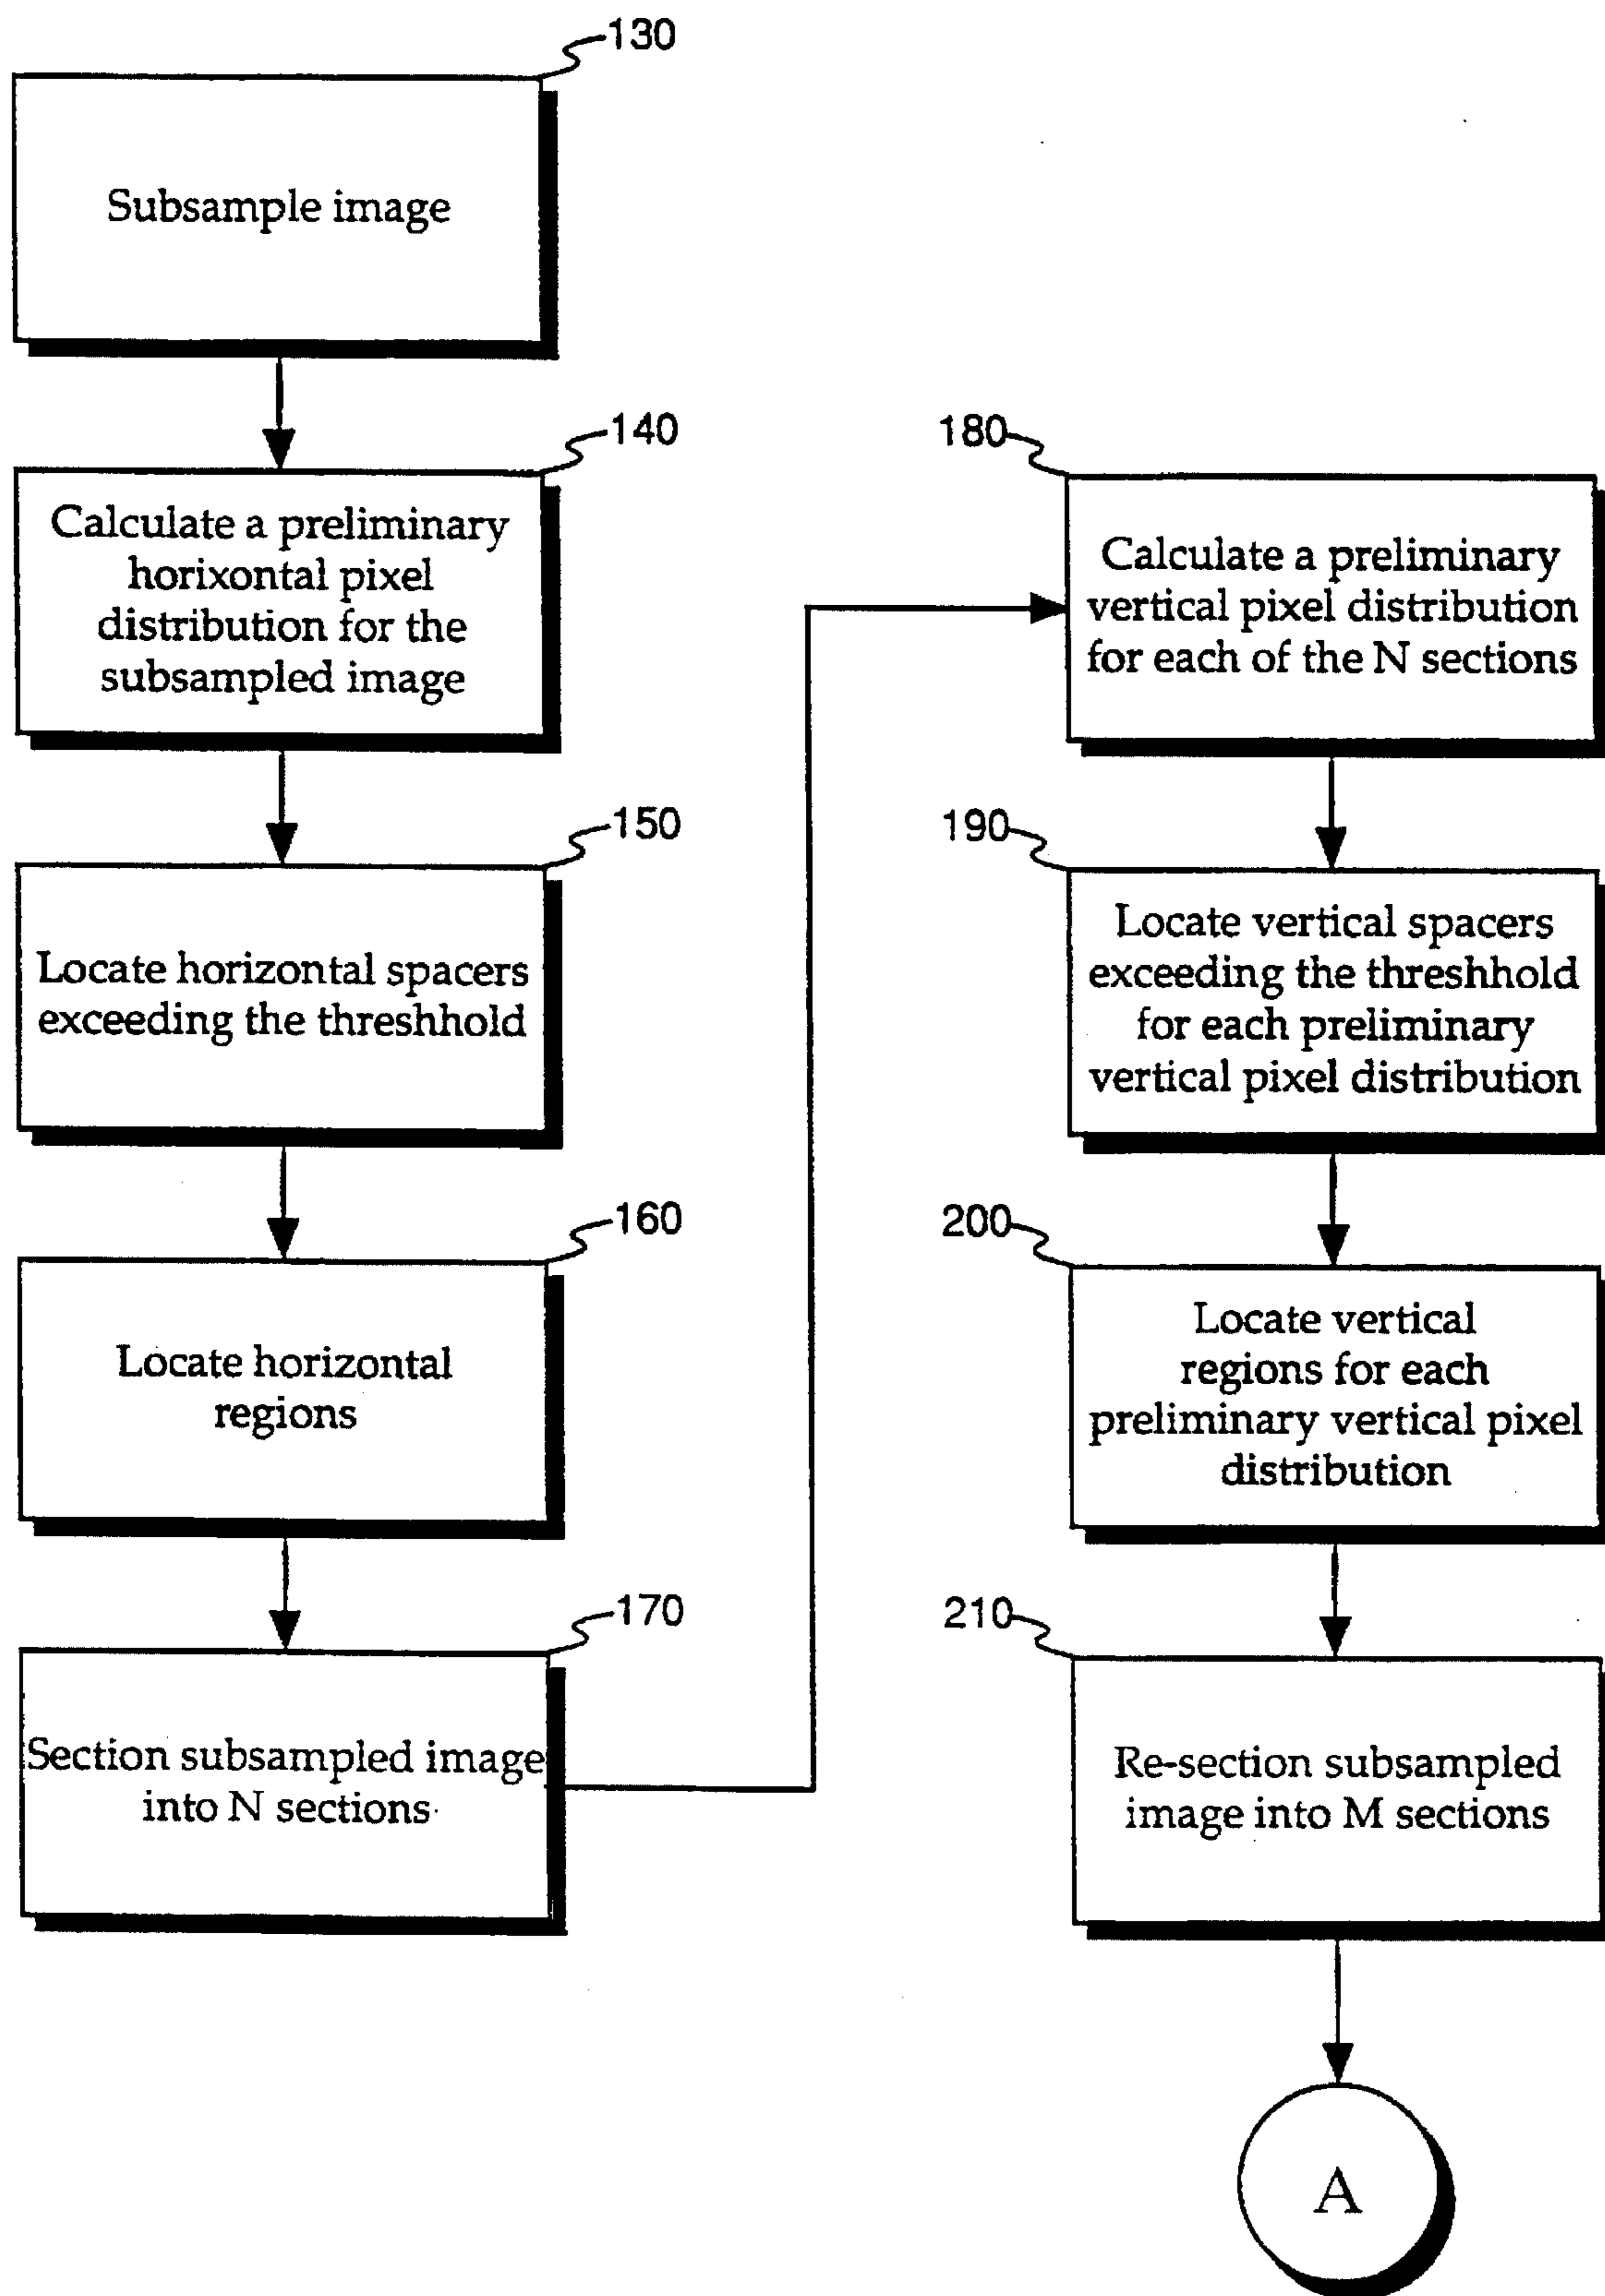 130
Subsample image
140
Calculate a preliminary
horixontal pixel
distribution for the
subsampled image
150
Locate horizontal spacers
exceeding the threshhold
160
Locate horizontal
regions
170
Section subsampled image
into N sections
180
Calculate a preliminary
vertical pixel distribution
for each of the N sections
190
Locate vertical spacers
exceeding the threshhold
for each preliminary
vertical pixel distribution
200
Locate vertical
regions for each
preliminary vertical pixel
distribution
210
Re-section subsampled
image into M sections
A